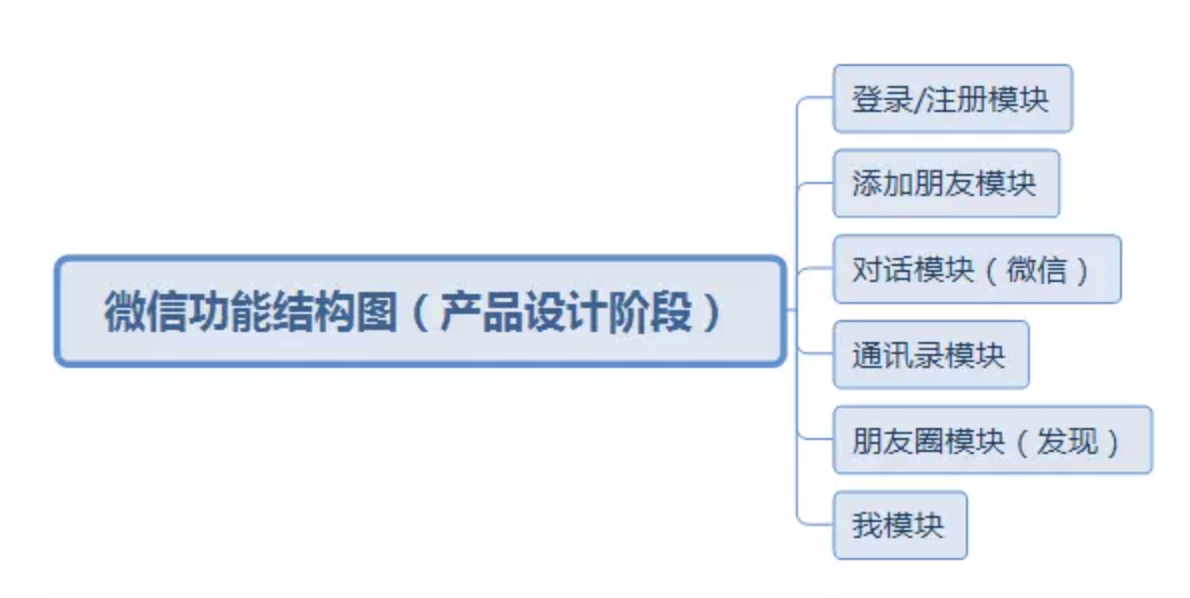 登录/注册模块
添加朋友模块
对话模块（微信）
微信功能结构图（产品设计阶段）
通讯录模块
朋友圈模块（发现）
我模块